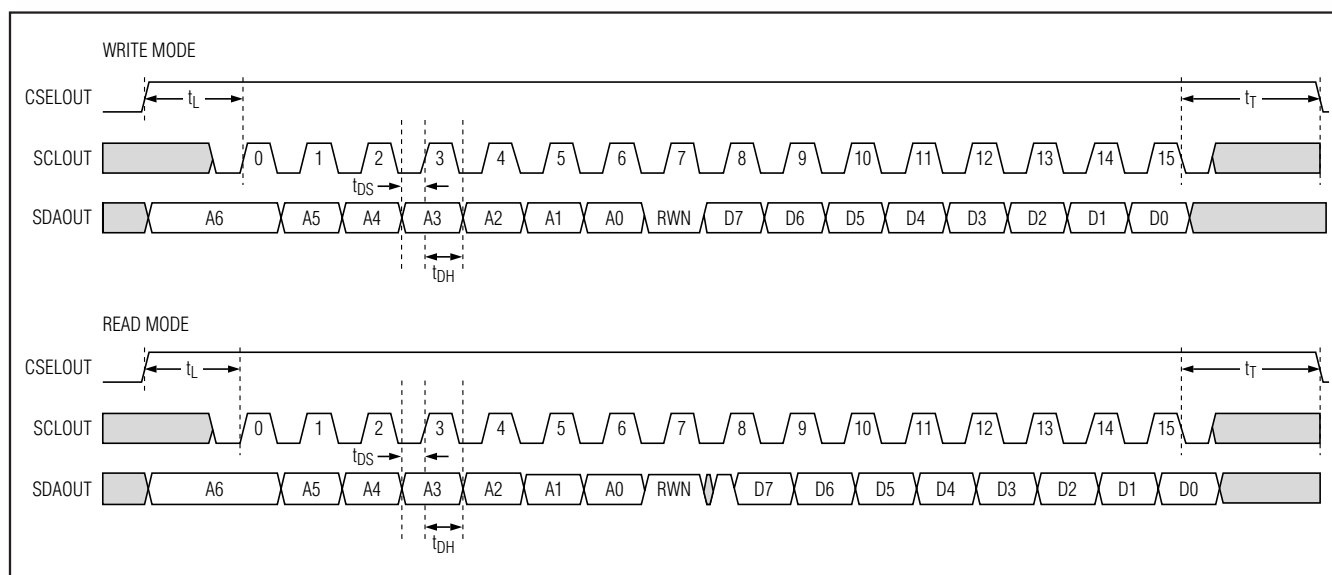 WRITE MODE
CSELOUT
tL
tT
SCLOUT
0 1 2 3 4 5 6 7 8 9 10 11 12 13 14 15
tDS
SDAOUT
A6 A5 A4 A3 A2 A1 A0 RWN D7 D6 D5 D4 D3 D2 D1 D0
tDH
READ MODE
CSELOUT
tL
tT
SCLOUT
0 1 2 3 4 5 6 7 8 9 10 11 12 13 14 15
tDS
SDAOUT
A6 A5 A4 A3 A2 A1 A0 RWN D7 D6 D5 D4 D3 D2 D1 D0
tDH